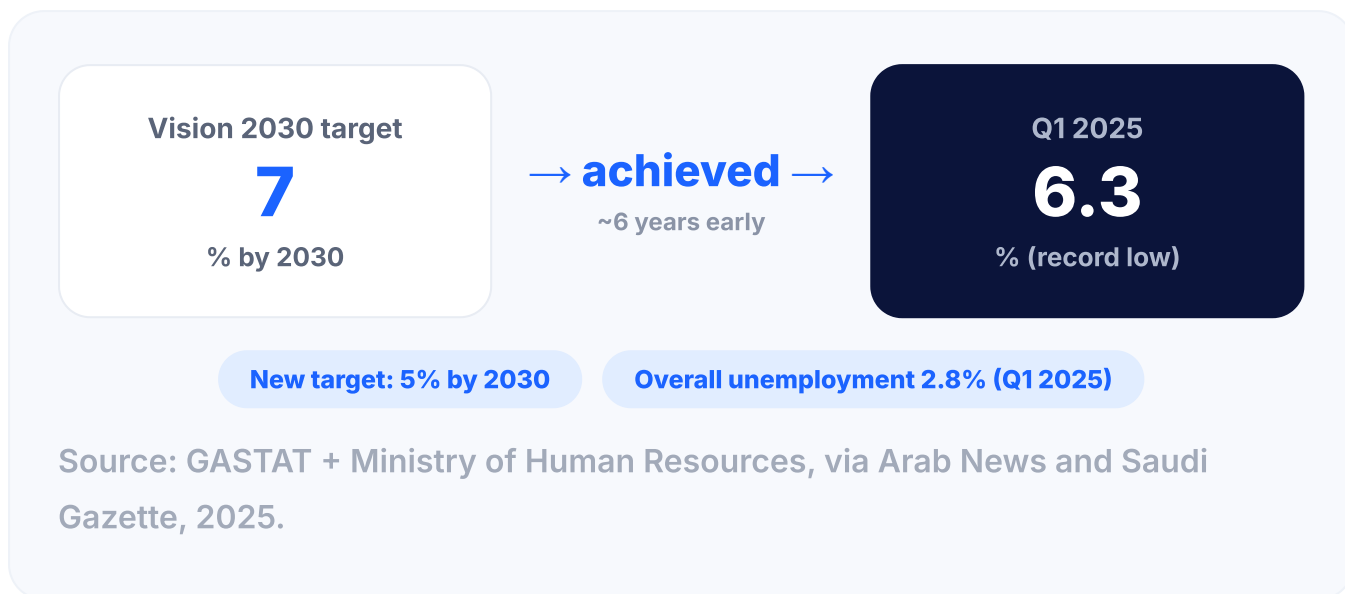 Vision 2030 target
7
% by 2030
→ achieved →
~6 years early
Q1 2025
6.3
% (record low)
New target: 5% by 2030
Overall unemployment 2.8% (Q1 2025)
Source: GASTAT + Ministry of Human Resources, via Arab News and Saudi
Gazette, 2025.